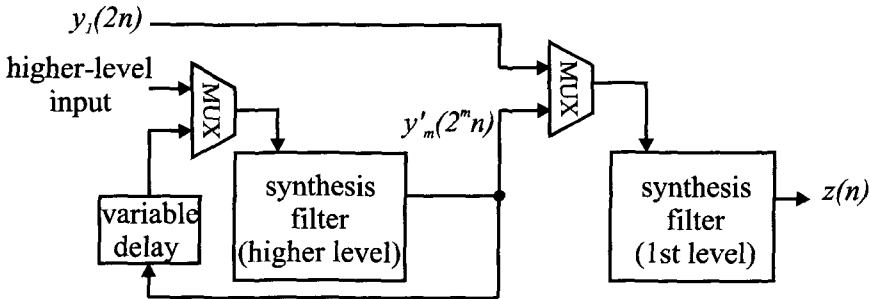 y₁(2n)
higher-level
input
MUX
variable
delay
synthesis
filter
(higher level)
y'ₘ(2ᵐn)
MUX
synthesis
filter
(1st level)
z(n)